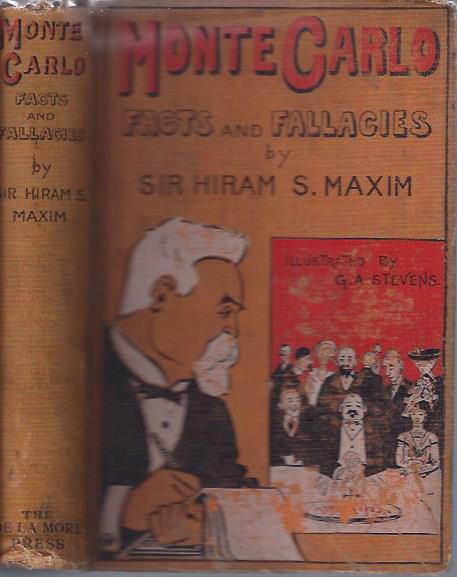 MONTE
CARLO
FACTS
AND
FALLACIES
by
SIR HIRAM S.
MAXIM
THE
DE LA MORE
PRESS
MONTE CARLO
FACTS AND FALLACIES
by
SIR HIRAM S. MAXIM
ILLUSTRATED BY
G.A. STEVENS.